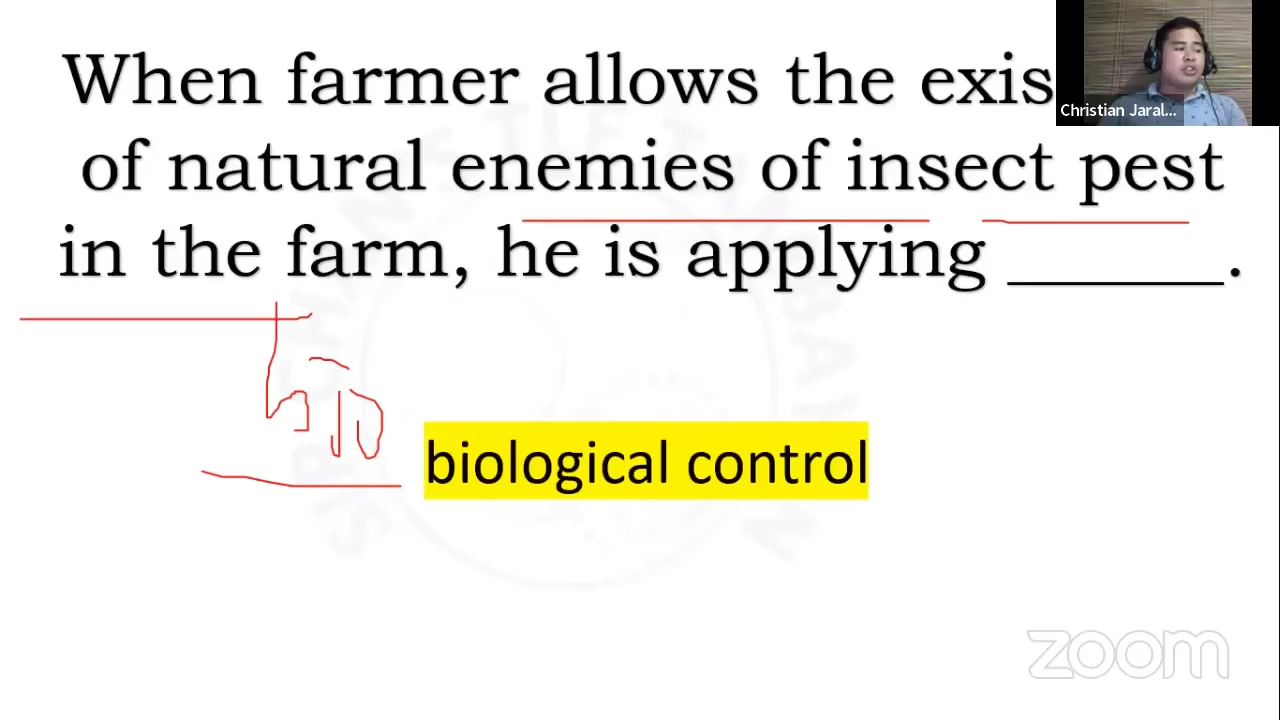 When farmer allows the exis
Christian Jaral...
of natural enemies of insect pest
in the farm, he is applying ______.
biological control
zoom